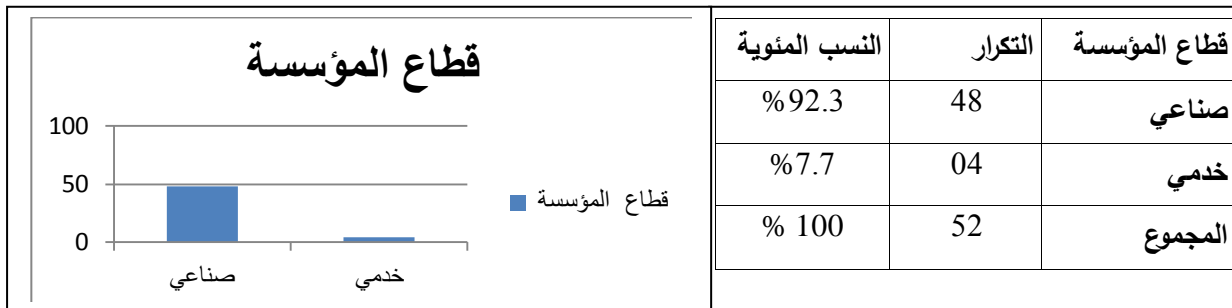 قطاع المؤسسة
100
50
0
صناعي
خدمي
قطاع المؤسسة
قطاع المؤسسة التكرار النسب المئوية
صناعي 48 %92.3
خدمي 04 %7.7
المجموع 52 % 100